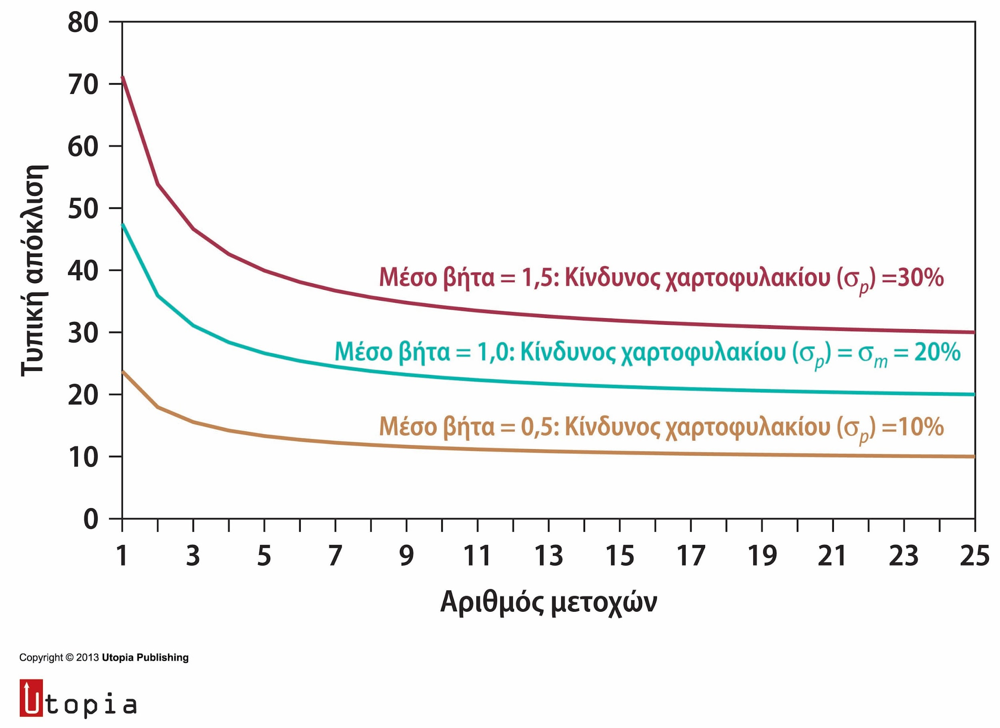 80
70
60
50
40
30
20
10
0
Τυπική απόκλιση
Μέσο βήτα = 1,5: Κίνδυνος χαρτοφυλακίου (σp) =30%
Μέσο βήτα = 1,0: Κίνδυνος χαρτοφυλακίου (σp) = σm = 20%
Μέσο βήτα = 0,5: Κίνδυνος χαρτοφυλακίου (σp) =10%
1 3 5 7 9 11 13 15 17 19 21 23 25
Αριθμός μετοχών
Copyright © 2013 Utopia Publishing
Utopia